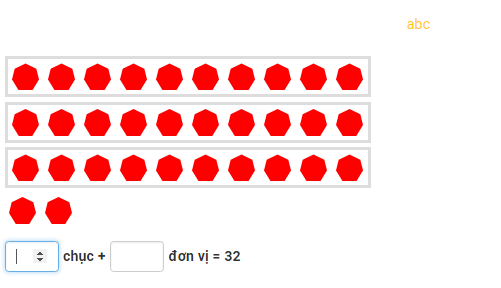 abc
chục + đơn vị = 32